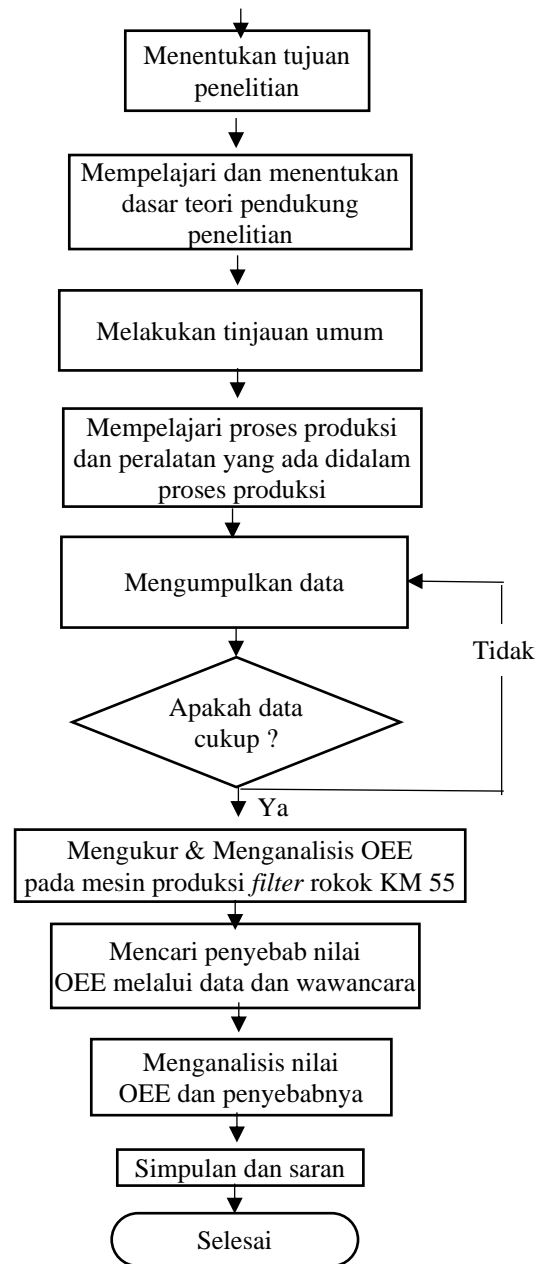 Menentukan tujuan
penelitian
Mempelajari dan menentukan
dasar teori pendukung
penelitian
Melakukan tinjauan umum
Mempelajari proses produksi
dan peralatan yang ada didalam
proses produksi
Mengumpulkan data
Tidak
Apakah data
cukup ?
Ya
Mengukur & Menganalisis OEE
pada mesin produksi filter rokok KM 55
Mencari penyebab nilai
OEE melalui data dan wawancara
Menganalisis nilai
OEE dan penyebabnya
Simpulan dan saran
Selesai